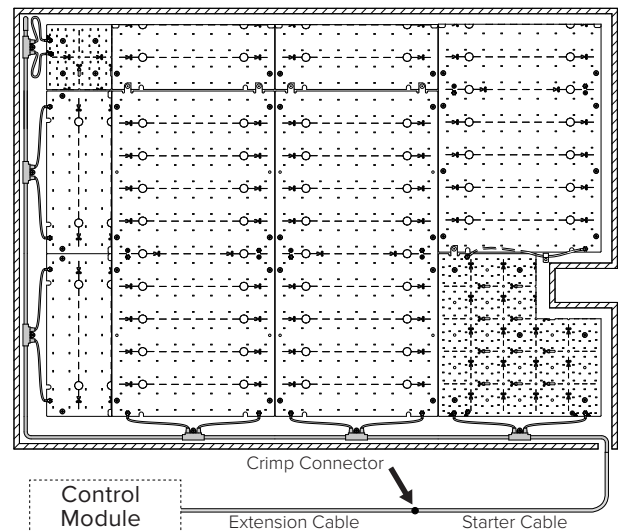 Crimp Connector
Control
Module
Extension Cable
Starter Cable